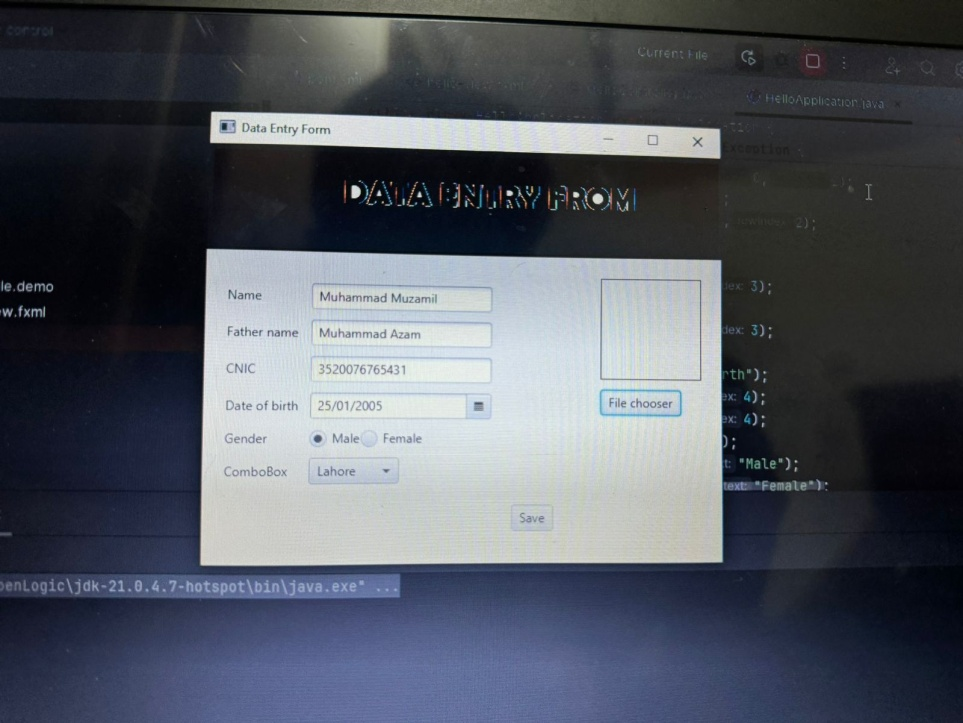 control
Current File
HelloApplication.java
Data Entry Form
DATA ENTRY FROM
Exception
2);
le.demo
w.fxml
Name Muhammad Muzamil
Father name Muhammad Azam
CNIC 3520076765431
Date of birth 25/01/2005
File chooser
Gender Male Female
ComboBox Lahore
Save
dex: 3);
dex: 3);
rth");
ex: 4);
ex: 4);
);
t: "Male");
text: "Female");
penLogic\jdk-21.0.4.7-hotspot\bin\java.exe" ...